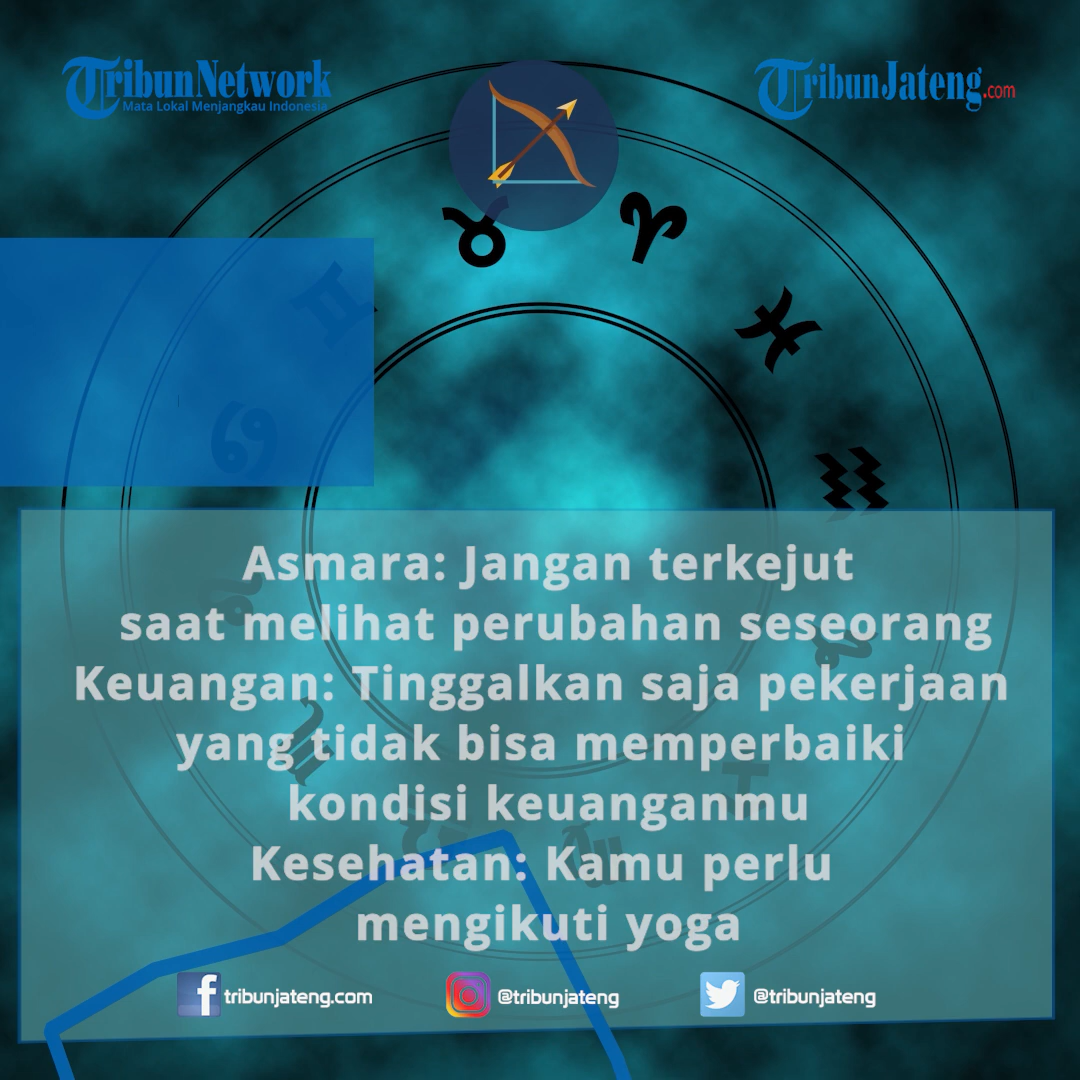 TribunNetwork
Mata Lokal Menjangkau Indonesia
TribunJateng.com
Asmara: Jangan terkejut
saat melihat perubahan seseorang
Keuangan: Tinggalkan saja pekerjaan
yang tidak bisa memperbaiki
kondisi keuanganmu
Kesehatan: Kamu perlu
mengikuti yoga
tribunjateng.com
@tribunjateng
@tribunjateng